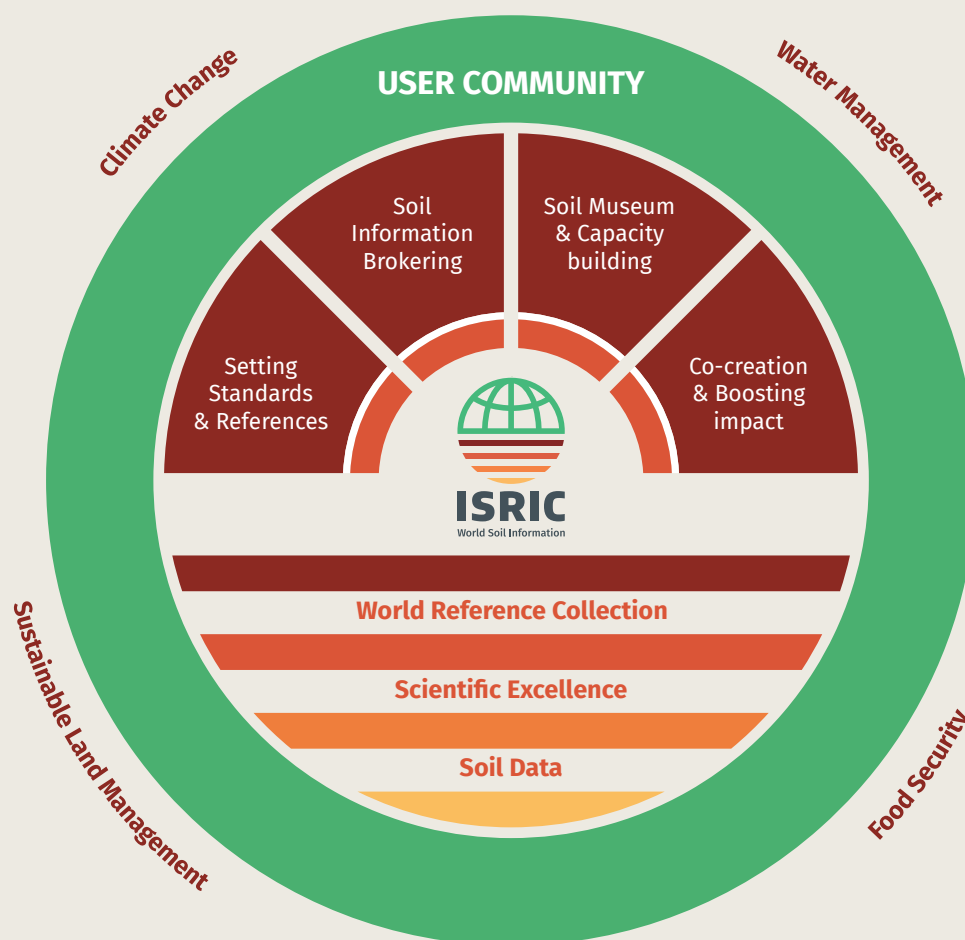 USER COMMUNITY
Climate Change
Water Management
Soil
Information
Brokering
Soil Museum
& Capacity
building
Setting
Standards
& References
Co-creation
& Boosting
impact
ISRIC
World Soil Information
World Reference Collection
Scientific Excellence
Soil Data
Sustainable Land Management
Food Security